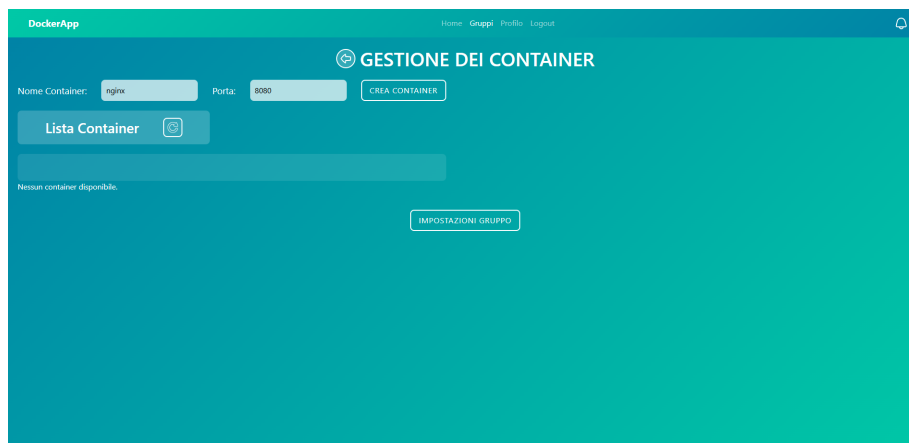 DockerApp Home Gruppi Profilo Logout
GESTIONE DEI CONTAINER
Nome Container: nginx Porta: 8080 CREA CONTAINER
Lista Container
Nessun container disponibile.
IMPOSTAZIONI GRUPPO